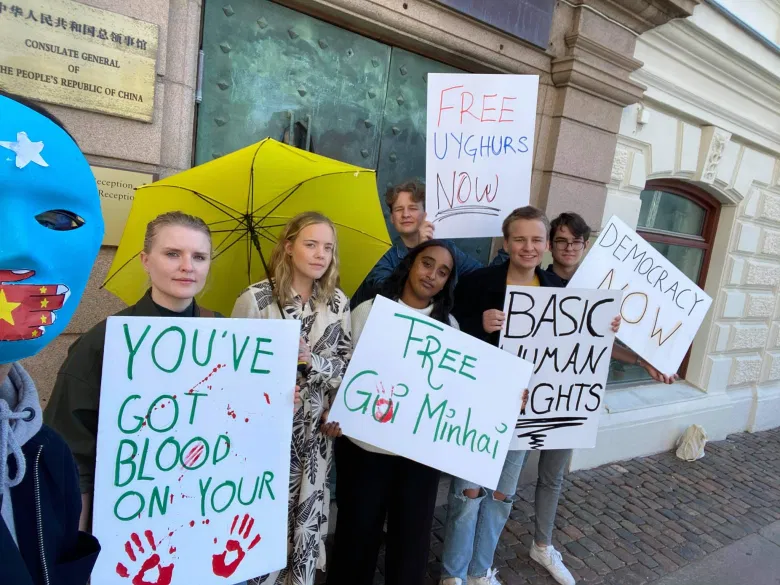 中华人民共和国总领事馆
CONSULATE GENERAL
OF
THE PEOPLE'S REPUBLIC OF CHINA
Reception
Reception
FREE
UYGHURS
NOW
DEMOCRACY
NOW
BASIC
HUMAN
RIGHTS
FREE
Gui Minhai
YOU'VE
GOT
BLOOD
ON YOUR